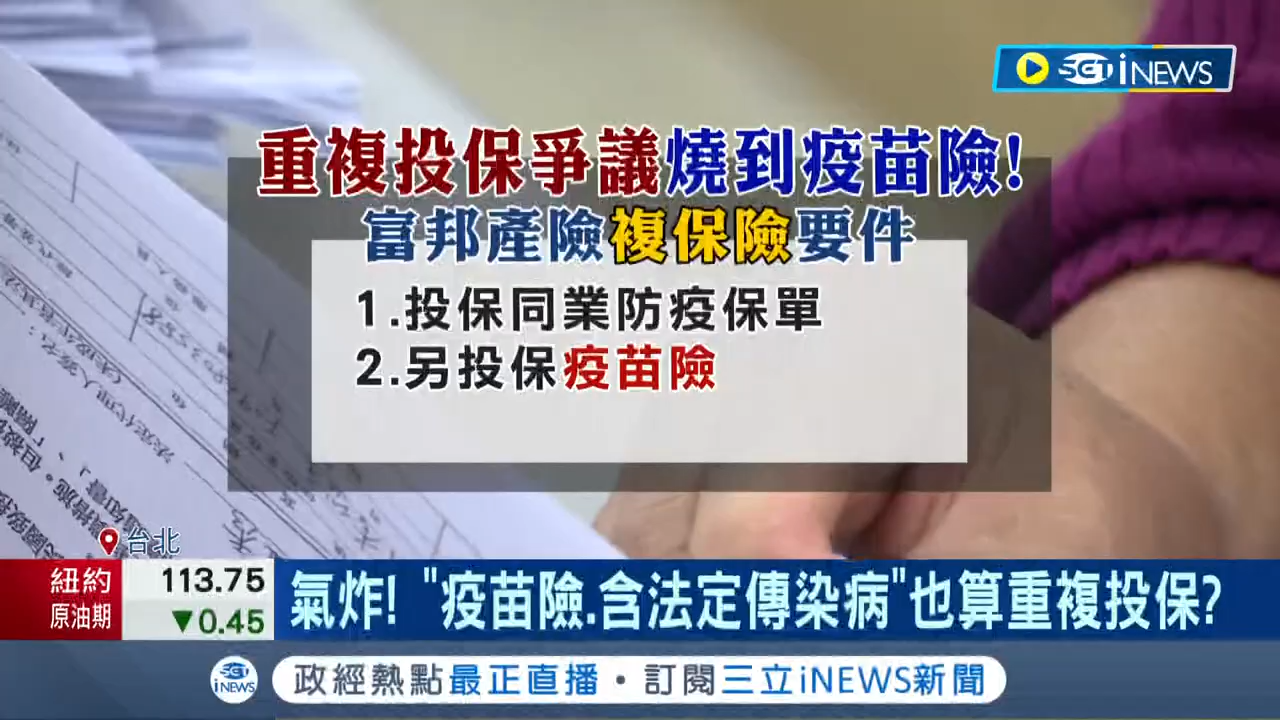 SETiNEWS
重複投保爭議燒到疫苗險!
富邦產險複保險要件
1.投保同業防疫保單
2.另投保疫苗險
台北
紐約 113.75
原油期 ▼0.45
氣炸! "疫苗險.含法定傳染病"也算重複投保?
SETiNEWS 政經熱點最正直播・訂閱三立iNEWS新聞